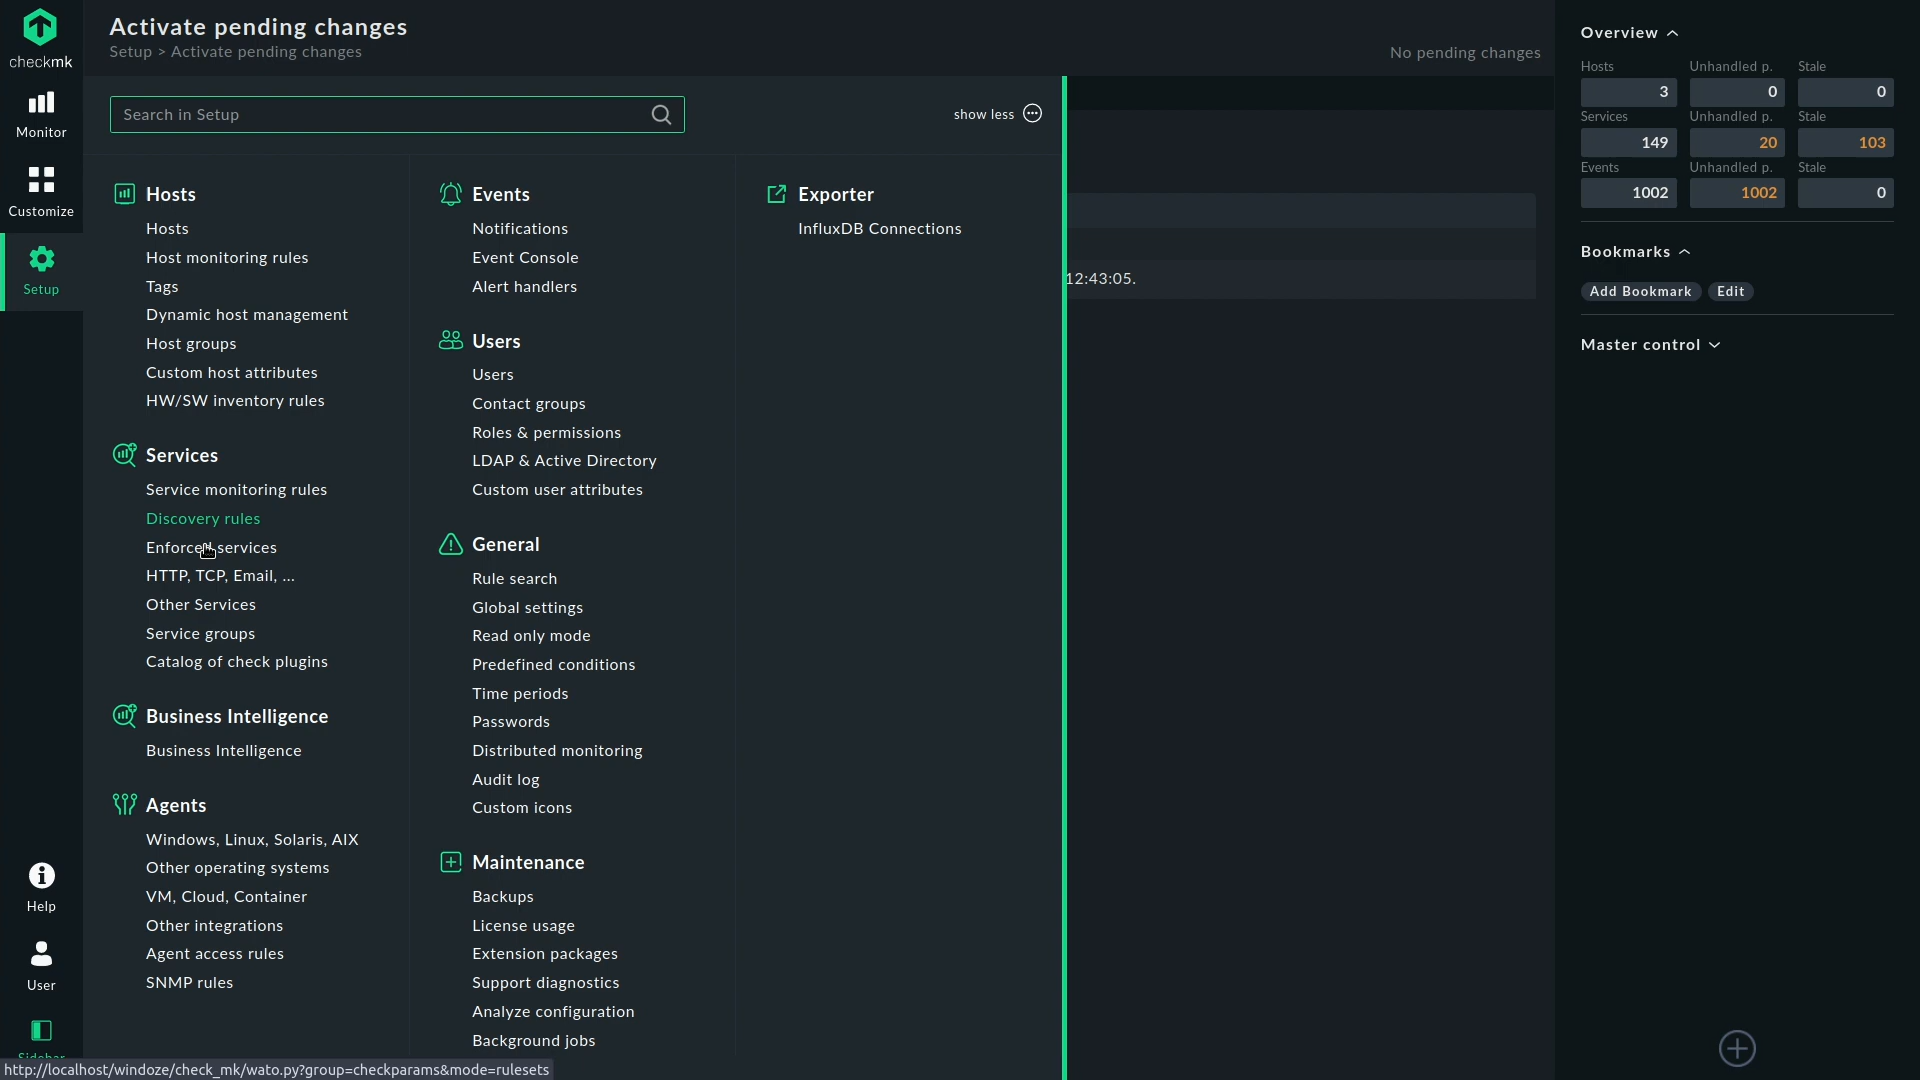 Activate pending changes
Setup > Activate pending changes
No pending changes
checkmk
Monitor
Customize
Setup
Help
User
Sidebar
Search in Setup
show less
Hosts
Hosts
Host monitoring rules
Tags
Dynamic host management
Host groups
Custom host attributes
HW/SW inventory rules
Services
Service monitoring rules
Discovery rules
Enforced services
HTTP, TCP, Email, ...
Other Services
Service groups
Catalog of check plugins
Business Intelligence
Business Intelligence
Agents
Windows, Linux, Solaris, AIX
Other operating systems
VM, Cloud, Container
Other integrations
Agent access rules
SNMP rules
Events
Notifications
Event Console
Alert handlers
Users
Users
Contact groups
Roles & permissions
LDAP & Active Directory
Custom user attributes
General
Rule search
Global settings
Read only mode
Predefined conditions
Time periods
Passwords
Distributed monitoring
Audit log
Custom icons
Maintenance
Backups
License usage
Extension packages
Support diagnostics
Analyze configuration
Background jobs
Exporter
InfluxDB Connections
12:43:05.
Overview
Hosts Unhandled p. Stale
3 0 0
Services Unhandled p. Stale
149 20 103
Events Unhandled p. Stale
1002 1002 0
Bookmarks
Add Bookmark Edit
Master control
http://localhost/windoze/check_mk/wato.py?group=checkparams&mode=rulesets